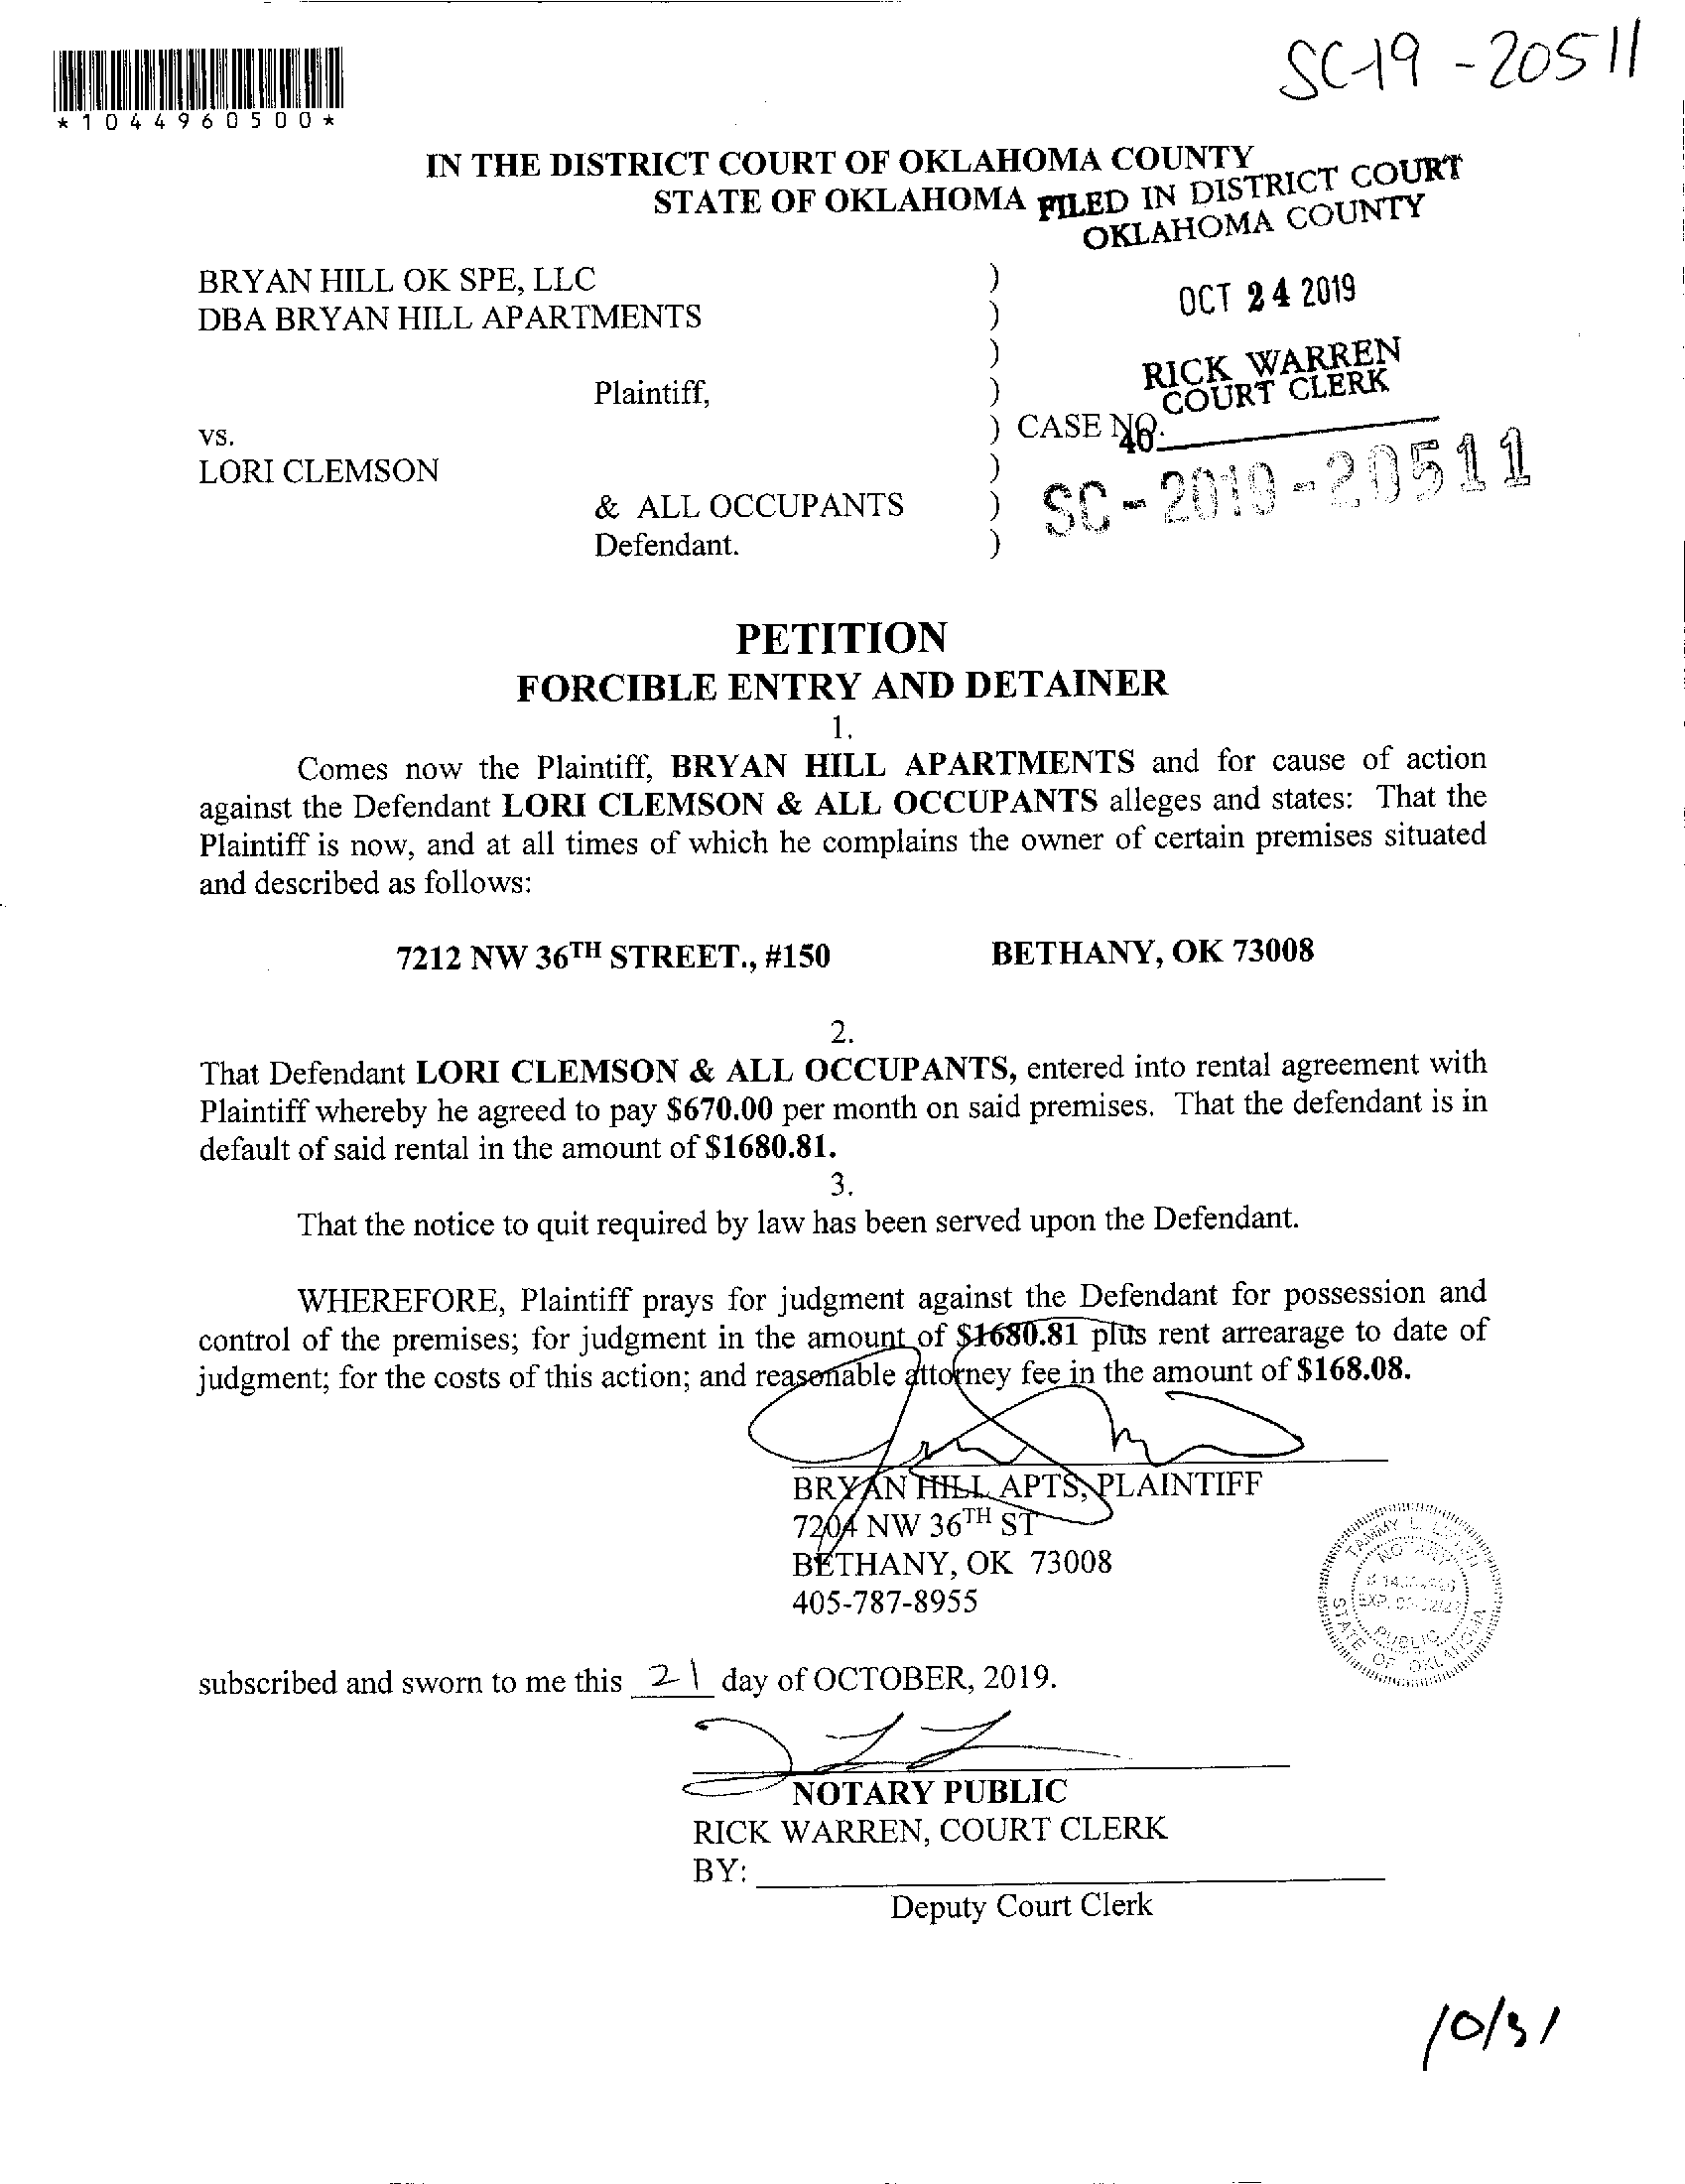 SC-19 - 20511
*1044960500*
IN THE DISTRICT COURT OF OKLAHOMA COUNTY
STATE OF OKLAHOMA
FILED IN DISTRICT COURT
OKLAHOMA COUNTY
BRYAN HILL OK SPE, LLC )
DBA BRYAN HILL APARTMENTS )
OCT 24 2019
)
RICK WARREN
COURT CLERK
Plaintiff, )
vs. ) CASE NO.
40
LORI CLEMSON )
SC-2019-20511
& ALL OCCUPANTS )
Defendant. )
PETITION
FORCIBLE ENTRY AND DETAINER
1.
Comes now the Plaintiff, BRYAN HILL APARTMENTS and for cause of action
against the Defendant LORI CLEMSON & ALL OCCUPANTS alleges and states: That the
Plaintiff is now, and at all times of which he complains the owner of certain premises situated
and described as follows:
7212 NW 36TH STREET., #150 BETHANY, OK 73008
2.
That Defendant LORI CLEMSON & ALL OCCUPANTS, entered into rental agreement with
Plaintiff whereby he agreed to pay $670.00 per month on said premises. That the defendant is in
default of said rental in the amount of $1680.81.
3.
That the notice to quit required by law has been served upon the Defendant.
WHEREFORE, Plaintiff prays for judgment against the Defendant for possession and
control of the premises; for judgment in the amount of $1680.81 plus rent arrearage to date of
judgment; for the costs of this action; and reasonable attorney fee in the amount of $168.08.
BRYAN HILL APTS, PLAINTIFF
7204 NW 36TH ST
BETHANY, OK 73008
405-787-8955
TAMMY L.
NOTARY
EXP.
PUBLIC
STATE OF OKLAHOMA
subscribed and sworn to me this 21 day of OCTOBER, 2019.
NOTARY PUBLIC
RICK WARREN, COURT CLERK
BY:
Deputy Court Clerk
10/31